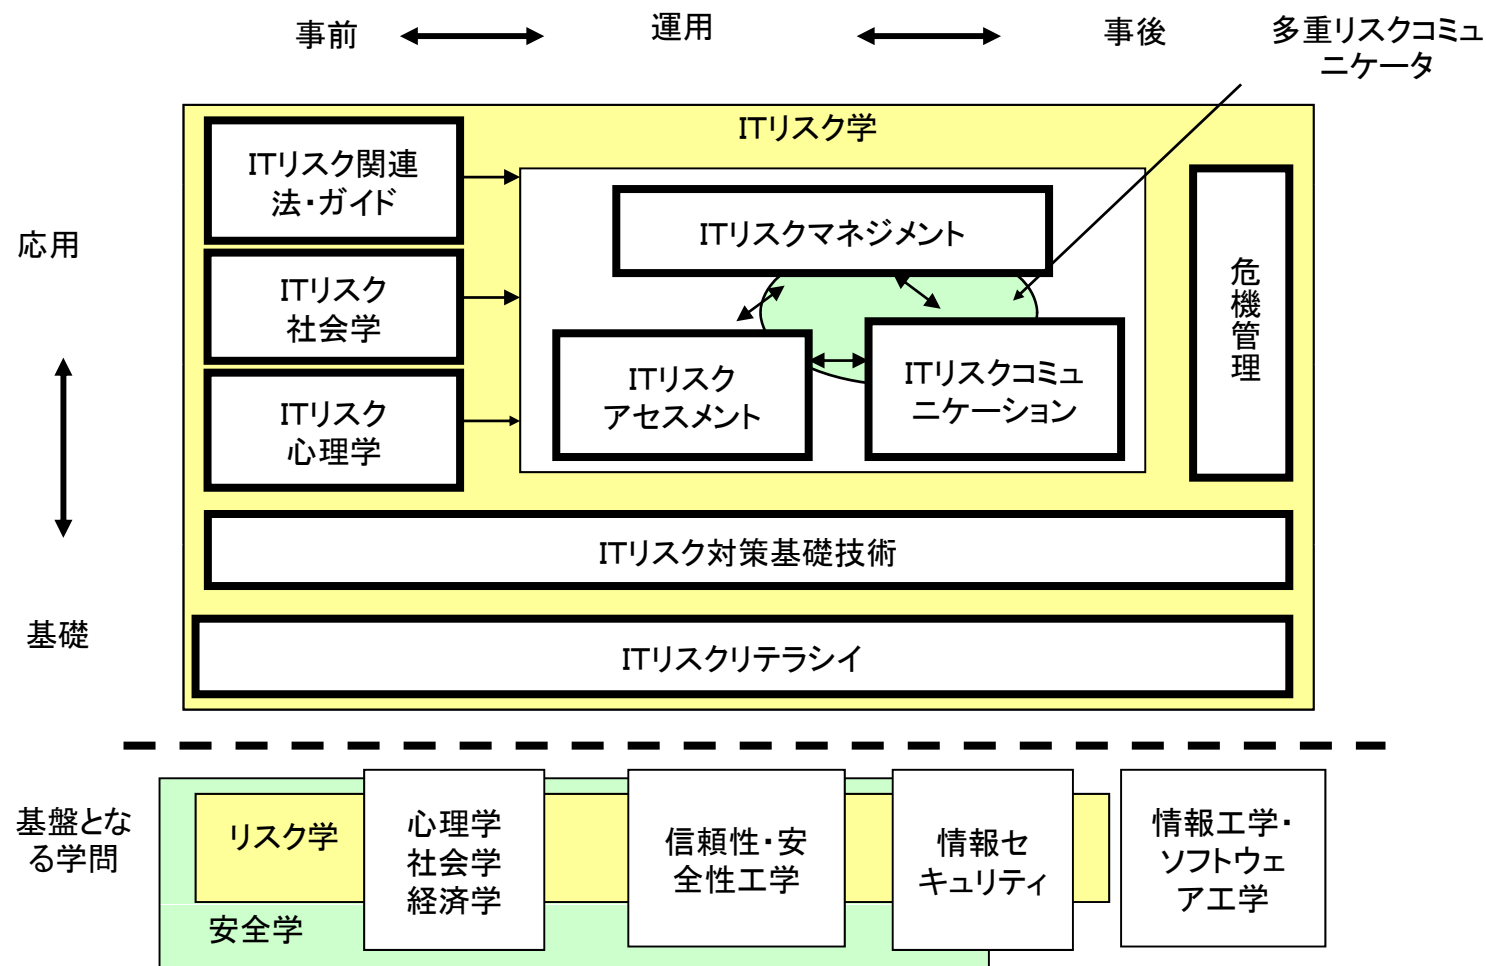 事前
運用
事後
多重リスクコミュ
ニケータ
ITリスク学
ITリスク関連
法・ガイド
ITリスク
社会学
ITリスク
心理学
ITリスクマネジメント
ITリスク
アセスメント
ITリスクコミュ
ニケーション
危
機
管
理
応用
基礎
ITリスク対策基礎技術
ITリスクリテラシイ
基盤とな
る学問
リスク学
安全学
心理学
社会学
経済学
信頼性・安
全性工学
情報セ
キュリティ
情報工学・
ソフトウェ
ア工学